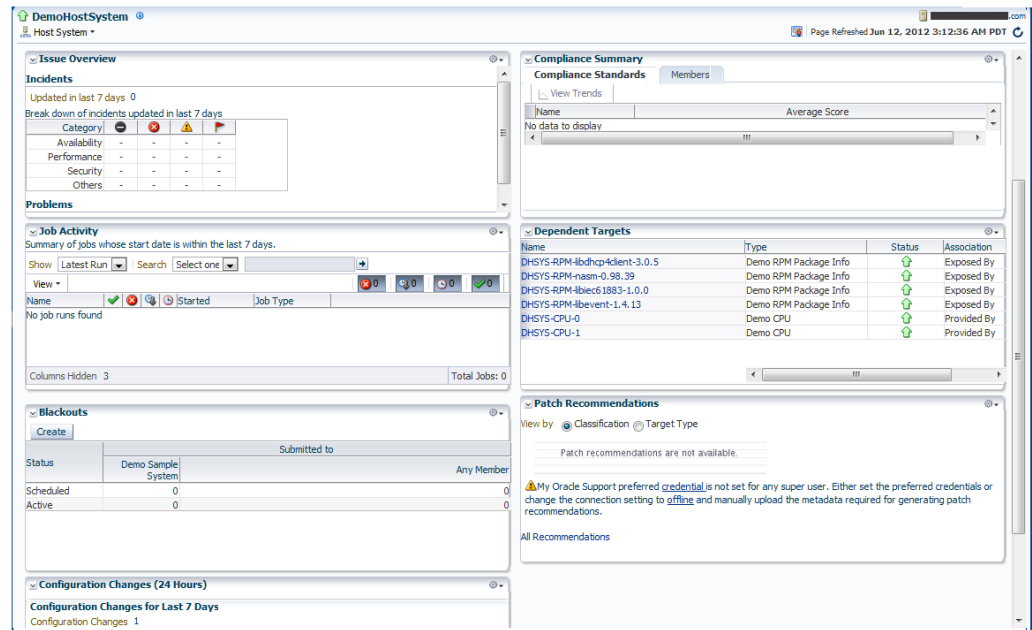 DemoHostSystem
.com
Host System
Page Refreshed Jun 12, 2012 3:12:36 AM PDT
Issue Overview
Incidents
Updated in last 7 days 0
Break down of incidents updated in last 7 days
Category
Availability - - - -
Performance - - - -
Security - - - -
Others - - - -
Problems
Compliance Summary
Compliance Standards Members
View Trends
Name Average Score
No data to display
Job Activity
Summary of jobs whose start date is within the last 7 days.
Show Latest Run Search Select one
View 0 0 0 0
Name Started Job Type
No job runs found
Columns Hidden 3 Total Jobs: 0
Dependent Targets
Name Type Status Association
DHSYS-RPM-libdhcp4client-3.0.5 Demo RPM Package Info Exposed By
DHSYS-RPM-nasm-0.98.39 Demo RPM Package Info Exposed By
DHSYS-RPM-libiec61883-1.0.0 Demo RPM Package Info Exposed By
DHSYS-RPM-libevent-1.4.13 Demo RPM Package Info Exposed By
DHSYS-CPU-0 Demo CPU Provided By
DHSYS-CPU-1 Demo CPU Provided By
Blackouts
Create
Submitted to
Status Demo Sample System Any Member
Scheduled 0 0
Active 0 0
Patch Recommendations
View by Classification Target Type
Patch recommendations are not available.
My Oracle Support preferred credential is not set for any super user. Either set the preferred credentials or
change the connection setting to offline and manually upload the metadata required for generating patch
recommendations.
All Recommendations
Configuration Changes (24 Hours)
Configuration Changes for Last 7 Days
Configuration Changes 1